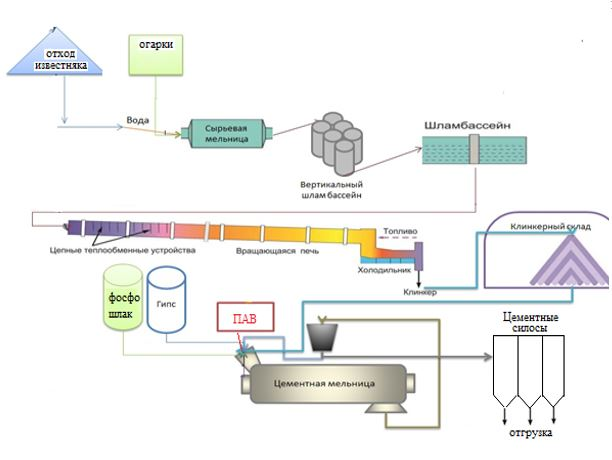 отход
известняка
огарки
Вода
Сырьевая
мельница
Вертикальный
шлам бассейн
Шламбассейн
Цепные теплообменные устройства
Вращающаяся печь
Топливо
Холодильник
Клинкер
Клинкерный склад
фосфо
шлак
Гипс
ПАВ
Цементная мельница
Цементные
силосы
отгрузка